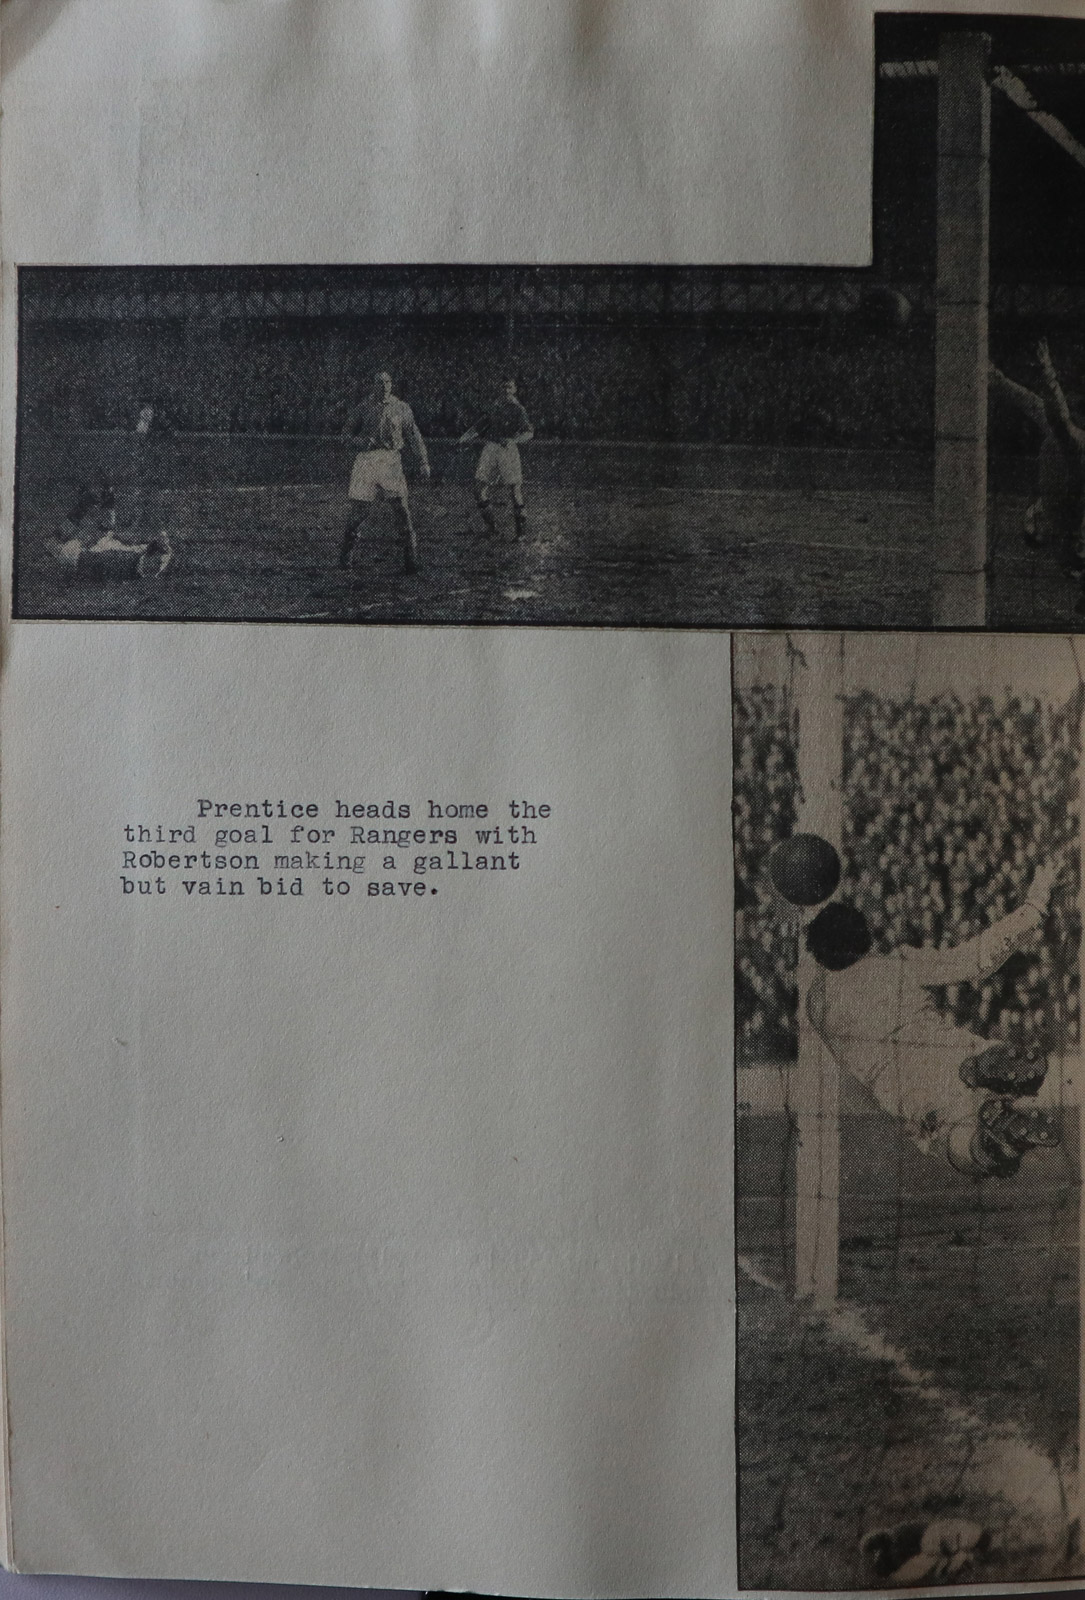 Prentice heads home the
third goal for Rangers with
Robertson making a gallant
but vain bid to save.